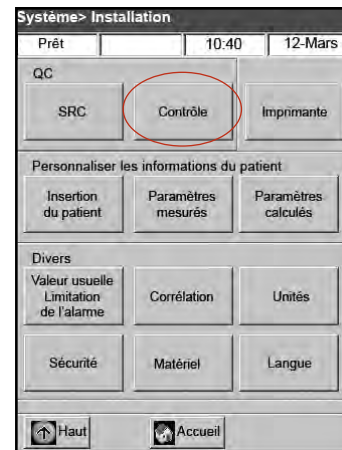 Système> Installation
Prêt 10:40 12-Mars
QC
SRC Contrôle Imprimante
Personnaliser les informations du patient
Insertion du patient Paramètres mesurés Paramètres calculés
Divers
Valeur usuelle Limitation de l'alarme Corrélation Unités
Sécurité Matériel Langue
Haut Accueil